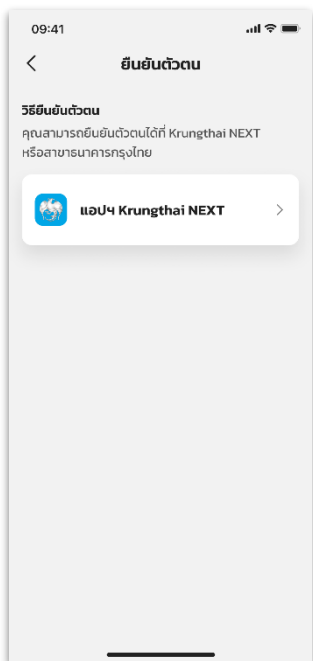 09:41
ยืนยันตัวตน
วิธียืนยันตัวตน
คุณสามารถยืนยันตัวตนได้ที่ Krungthai NEXT
หรือสาขาธนาคารกรุงไทย
แอปฯ Krungthai NEXT